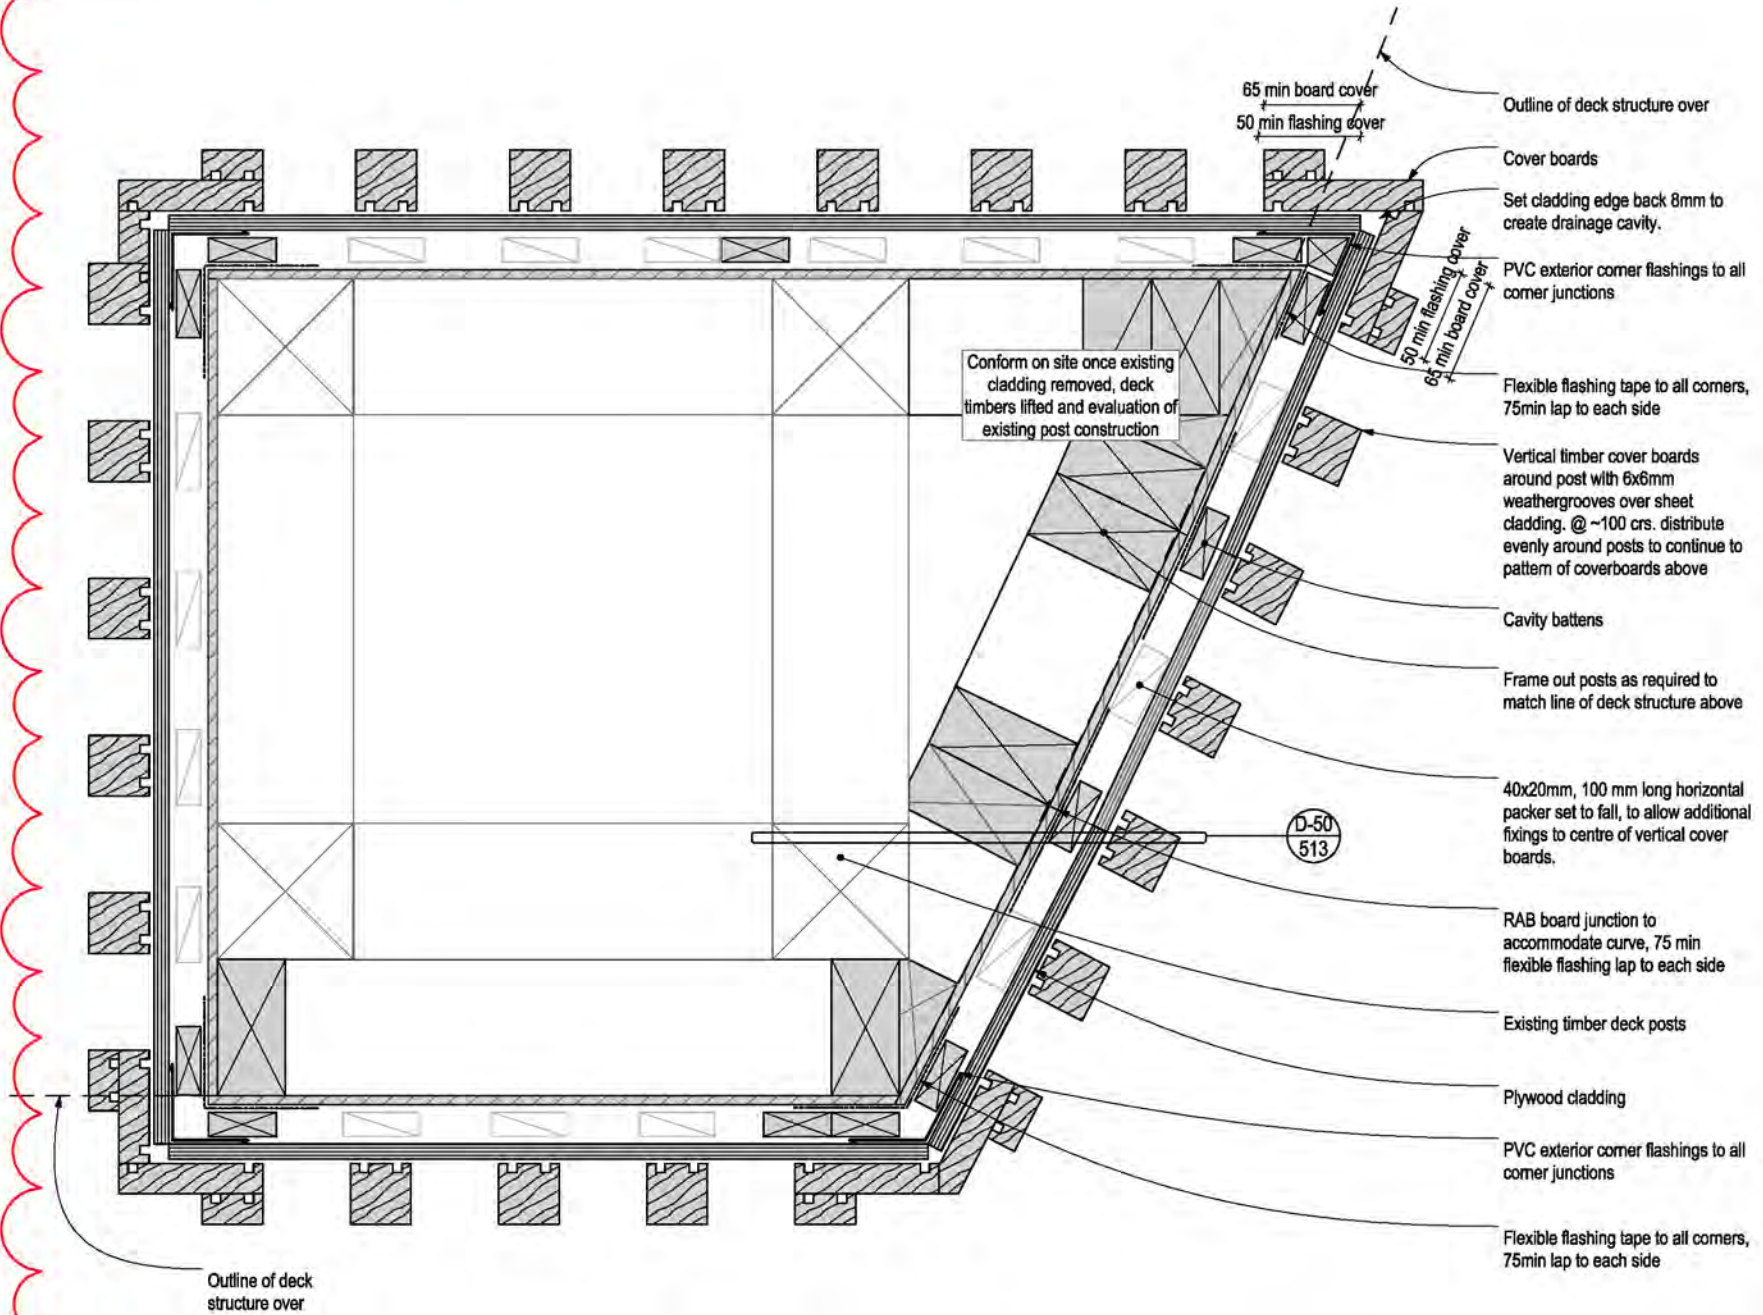 65 min board cover
50 min flashing cover
Outline of deck structure over
Cover boards
Set cladding edge back 8mm to
create drainage cavity.
50 min flashing cover
65 min board cover
PVC exterior corner flashings to all
corner junctions
Conform on site once existing
cladding removed, deck
timbers lifted and evaluation of
existing post construction
Flexible flashing tape to all corners,
75min lap to each side
Vertical timber cover boards
around post with 6x6mm
weathergrooves over sheet
cladding. @ ~100 crs. distribute
evenly around posts to continue to
pattern of coverboards above
Cavity battens
Frame out posts as required to
match line of deck structure above
40x20mm, 100 mm long horizontal
packer set to fall, to allow additional
fixings to centre of vertical cover
boards.
D-50
513
RAB board junction to
accommodate curve, 75 min
flexible flashing lap to each side
Existing timber deck posts
Plywood cladding
PVC exterior corner flashings to all
corner junctions
Flexible flashing tape to all corners,
75min lap to each side
Outline of deck
structure over